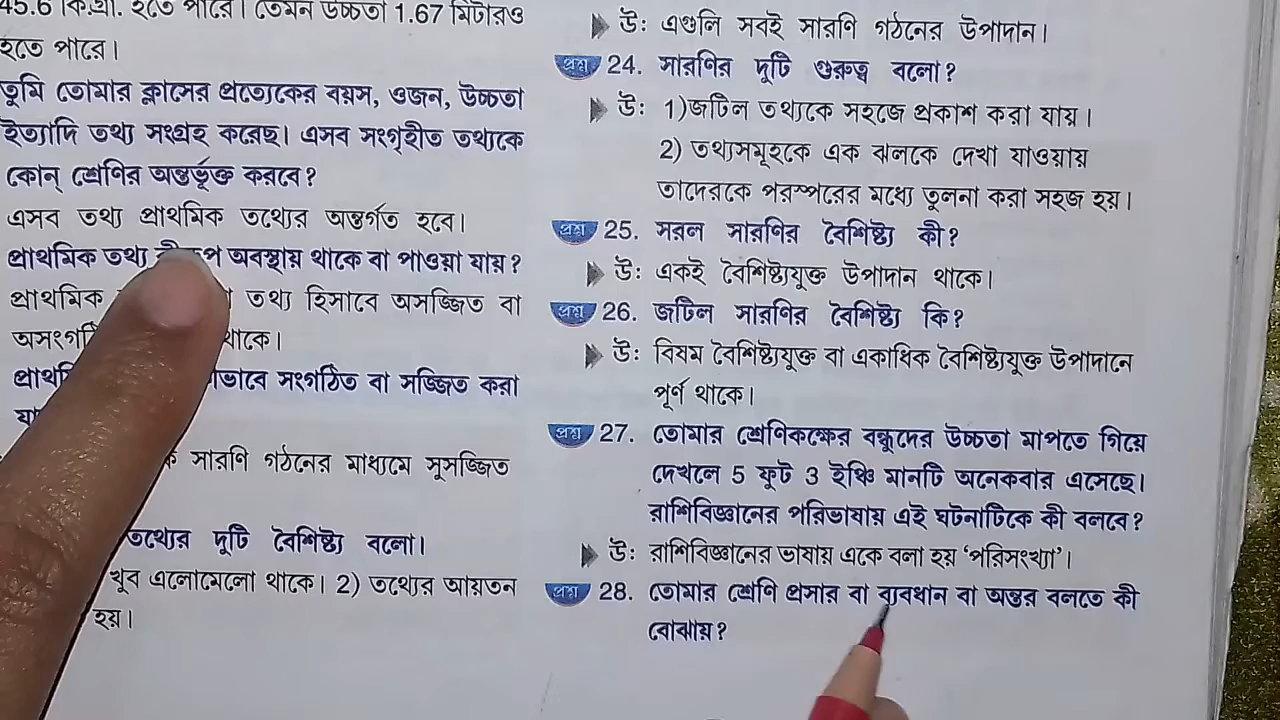 45.6 কি.গ্রা. হতে পারে। তেমন উচ্চতা 1.67 মিটারও
হতে পারে।
তুমি তোমার ক্লাসের প্রত্যেকের বয়স, ওজন, উচ্চতা
ইত্যাদি তথ্য সংগ্রহ করেছ। এসব সংগৃহীত তথ্যকে
কোন্ শ্রেণির অন্তর্ভূক্ত করবে?
এসব তথ্য প্রাথমিক তথ্যের অন্তর্গত হবে।
প্রাথমিক তথ্য অবস্থায় থাকে বা পাওয়া যায়?
প্রাথমিক তথ্য হিসাবে অসজ্জিত বা
থাকে।
সংগঠিত বা সজ্জিত করা
সারণি গঠনের মাধ্যমে সুসজ্জিত
তথ্যের দুটি বৈশিষ্ট্য বলো।
খুব এলোমেলো থাকে। 2) তথ্যের আয়তন
হয়।
উ: এগুলি সবই সারণি গঠনের উপাদান।
প্রশ্ন 24. সারণির দুটি গুরুত্ব বলো?
উ: 1)জটিল তথ্যকে সহজে প্রকাশ করা যায়।
2) তথ্যসমূহকে এক ঝলকে দেখা যাওয়ায়
তাদেরকে পরস্পরের মধ্যে তুলনা করা সহজ হয়।
প্রশ্ন 25. সরল সারণির বৈশিষ্ট্য কী?
উ: একই বৈশিষ্ট্যযুক্ত উপাদান থাকে।
প্রশ্ন 26. জটিল সারণির বৈশিষ্ট্য কি?
উ: বিষম বৈশিষ্ট্যযুক্ত বা একাধিক বৈশিষ্ট্যযুক্ত উপাদানে
পূর্ণ থাকে।
প্রশ্ন 27. তোমার শ্রেণিকক্ষের বন্ধুদের উচ্চতা মাপতে গিয়ে
দেখলে 5 ফুট 3 ইঞ্চি মানটি অনেকবার এসেছে।
রাশিবিজ্ঞানের পরিভাষায় এই ঘটনাটিকে কী বলবে?
উ: রাশিবিজ্ঞানের ভাষায় একে বলা হয় ‘পরিসংখ্যা’।
প্রশ্ন 28. তোমার শ্রেণি প্রসার বা ব্যবধান বা অন্তর বলতে কী
বোঝায়?